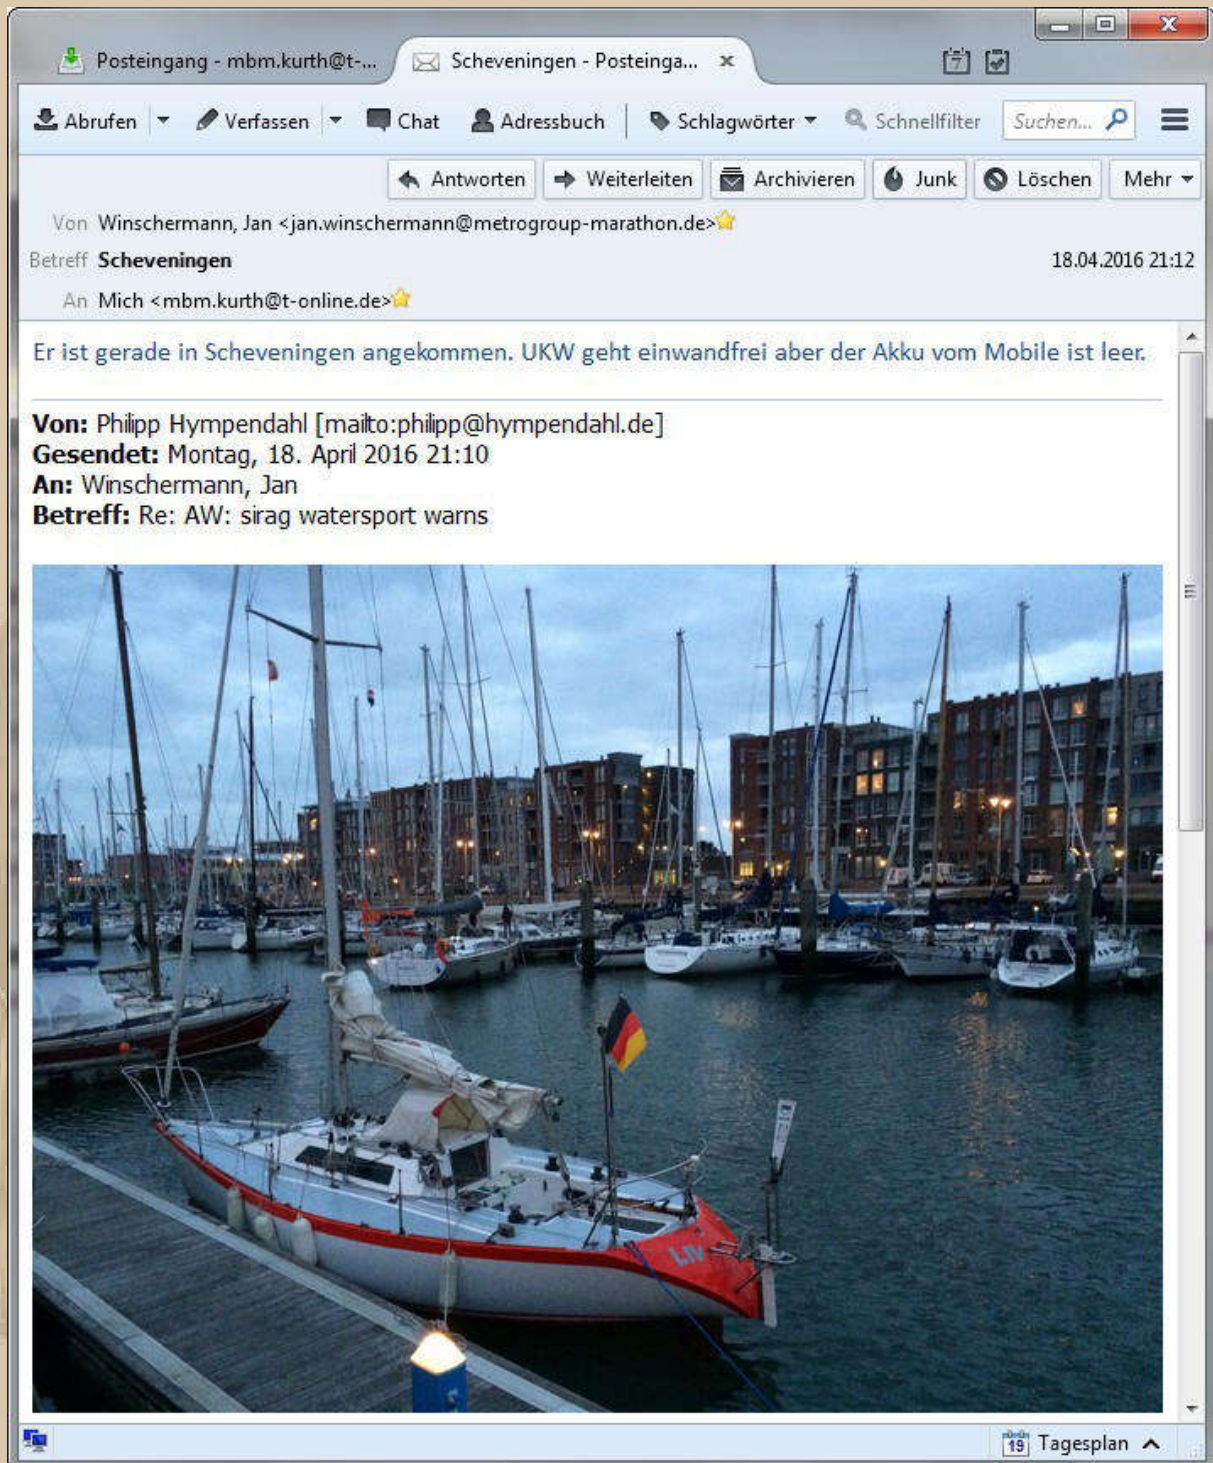 Posteingang - mbm.kurth@t-...
Scheveningen - Posteinga...
7
Abrufen
Verfassen
Chat
Adressbuch
Schlagwörter
Schnellfilter
Suchen...
Antworten
Weiterleiten
Archivieren
Junk
Löschen
Mehr
Von Winschermann, Jan <jan.winschermann@metrogroup-marathon.de>
Betreff Scheveningen
18.04.2016 21:12
An Mich <mbm.kurth@t-online.de>
Er ist gerade in Scheveningen angekommen. UKW geht einwandfrei aber der Akku vom Mobile ist leer.
Von: Philipp Hympendahl [mailto:philipp@hympendahl.de]
Gesendet: Montag, 18. April 2016 21:10
An: Winschermann, Jan
Betreff: Re: AW: sirag watersport warns
LIV
19 Tagesplan